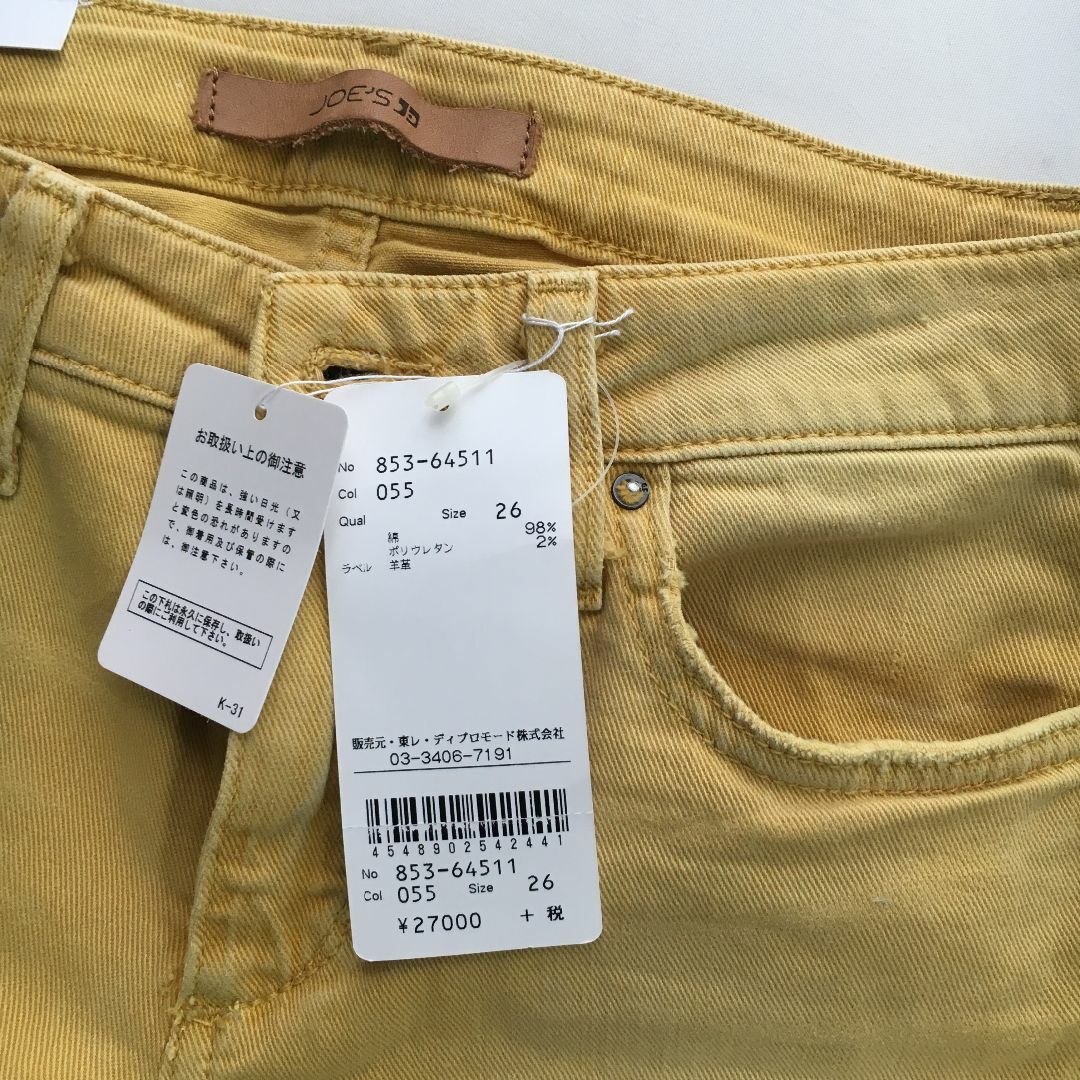 JOE'S
お取扱い上の御注意
この商品は、強い日光（又
は照明）を長時間受けます
と変色の恐れがありますの
で、御着用及び保管の際に
は、御注意下さい。
この下札は永久に保存し、取扱い
の際にご利用して下さい。
K-31
No 853-64511
Col 055
Qual Size 26
綿 98%
ポリウレタン 2%
ラベル 羊革
販売元・東レ・ディプロモード株式会社
03-3406-7191
4548902542441
No 853-64511
Col 055 Size 26
¥27000 + 税